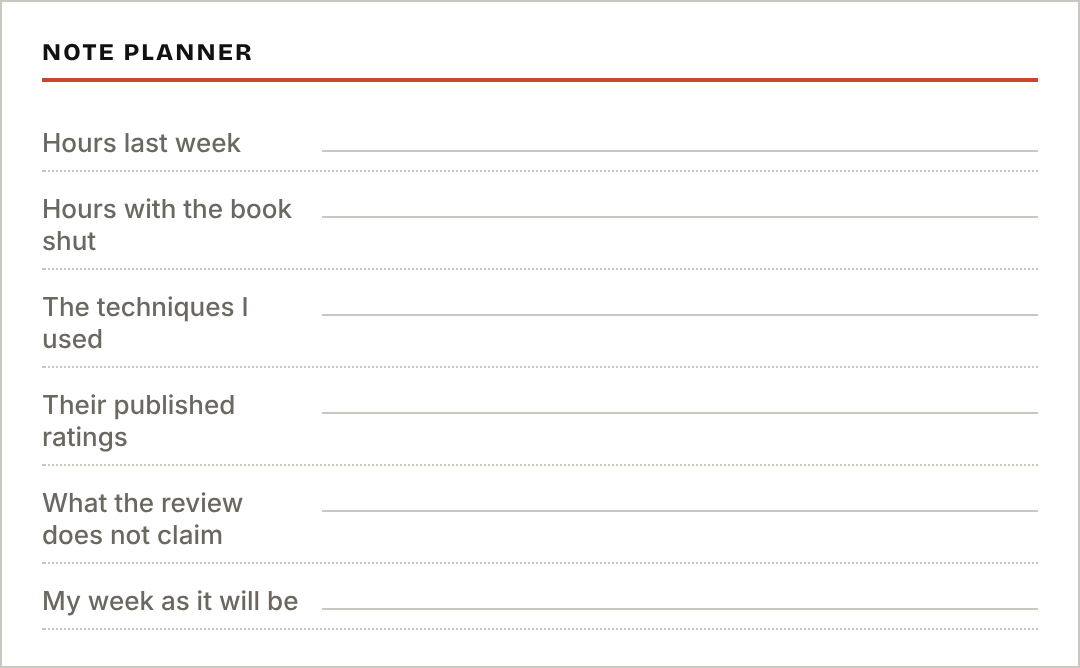 NOTE PLANNER
Hours last week
Hours with the book
shut
The techniques I
used
Their published
ratings
What the review
does not claim
My week as it will be